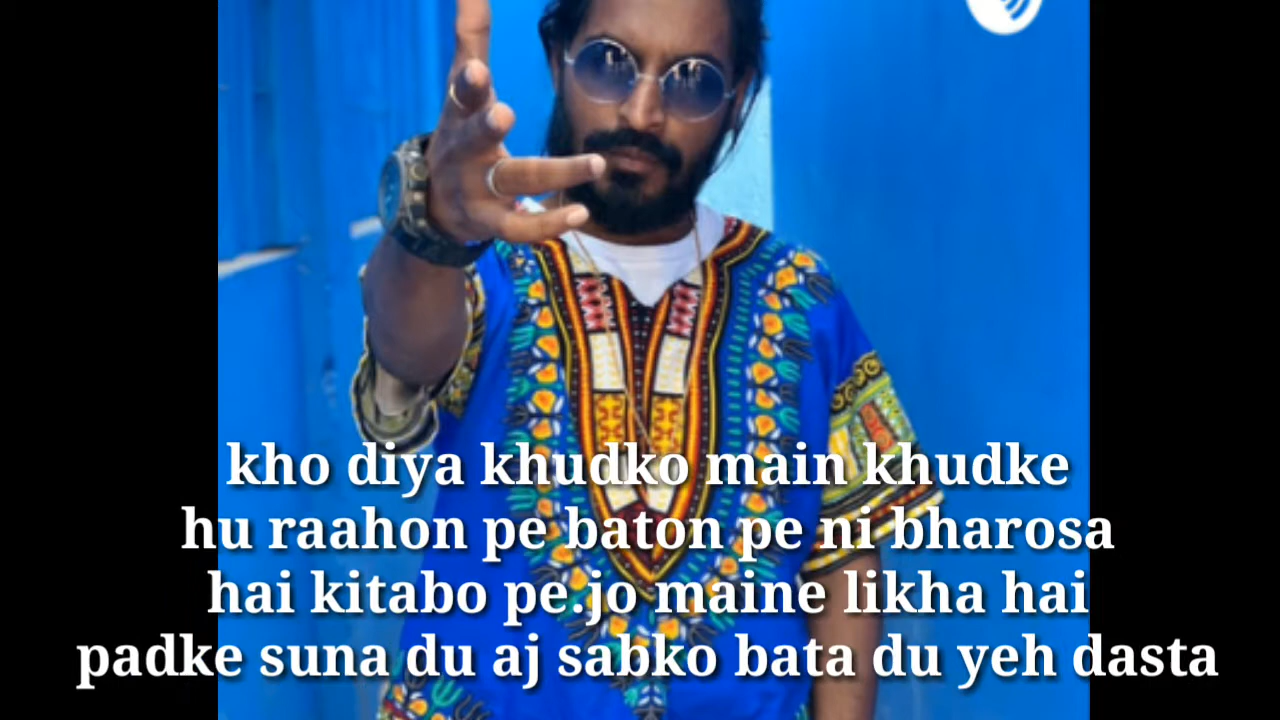 kho diya khudko main khudke
hu raahon pe baton pe ni bharosa
hai kitabo pe.jo maine likha hai
padke suna du aj sabko bata du yeh dasta